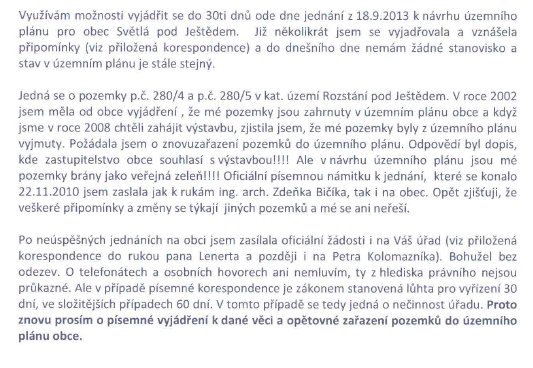 Využívám možnosti vyjádřit se do 30ti dnů ode dne jednání z 18.9.2013 k návrhu územního
plánu pro obec Světlá pod Ještědem.  Již několikrát jsem se vyjadřovala a vznášela
připomínky (viz přiložená korespondence) a do dnešního dne nemám žádné stanovisko a
stav v územním plánu je stále stejný.

Jedná se o pozemky p.č. 280/4 a p.č. 280/5 v kat. území Rozstání pod Ještědem. V roce 2002
jsem měla od obce vyjádření , že mé pozemky jsou zahrnuty v územním plánu obce a když
jsme v roce 2008 chtěli zahájit výstavbu, zjistila jsem, že mé pozemky byly z územního plánu
vyjmuty. Požádala jsem o znovuzařazení pozemků do územního plánu. Odpovědí byl dopis,
kde zastupitelstvo obce souhlasí s výstavbou!!!! Ale v návrhu územního plánu jsou mé
pozemky brány jako veřejná zeleň!!!! Oficiální písemnou námitku k jednání,  které se konalo
22.11.2010 jsem zaslala jak k rukám ing. arch. Zdeňka Bičíka, tak i na obec. Opět zjišťuji, že
veškeré připomínky a změny se týkají  jiných pozemků a mé se ani neřeší.

Po neúspěšných jednáních na obci jsem zasílala oficiální žádosti i na Váš úřad (viz přiložená
korespondence do rukou pana Lenerta a později i na Petra Kolomazníka). Bohužel bez
odezev. O telefonátech a osobních hovorech ani nemluvím, ty z hlediska právního nejsou
průkazné. Ale v případě písemné korespondence je zákonem stanovená lůhta pro vyřízení 30
dní, ve složitějších případech 60 dní. V tomto případě se tedy jedná o nečinnost úřadu. Proto
znovu prosím o písemné vyjádření k dané věci a opětovné zařazení pozemků do územního
plánu obce.